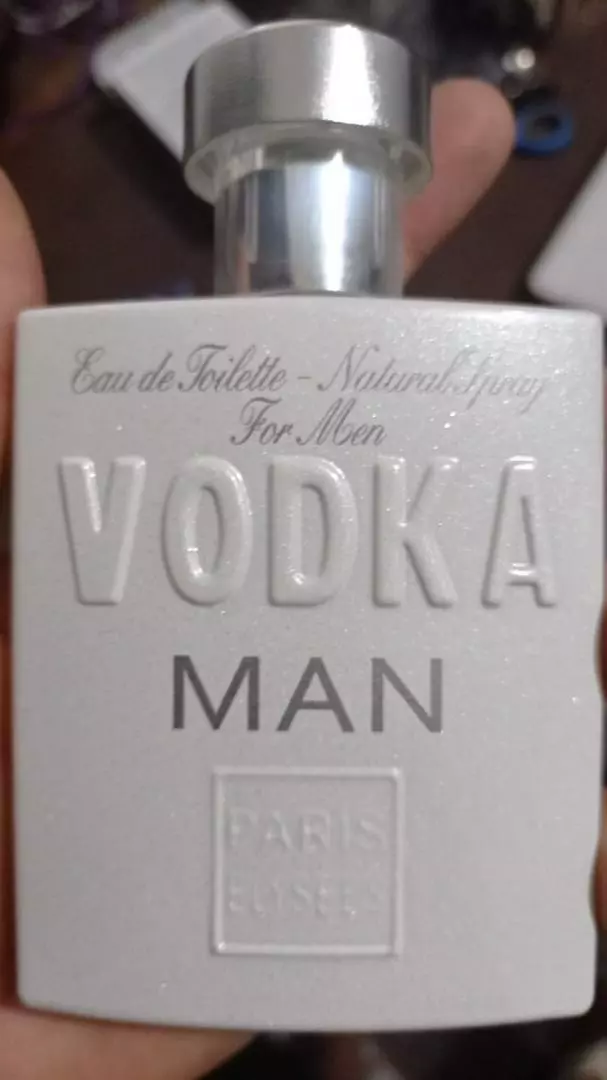 Eau de Toilette - Natural Spray
For Men
VODKA
MAN
PARIS
ELYSEES